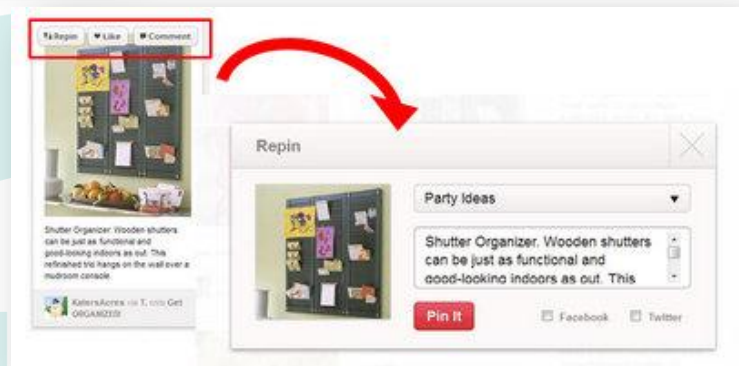 Repin Like Comment
Shutter Organizer. Wooden shutters
can be just as functional and
good-looking indoors as out. This
refinished trio hangs on the wall over a
mudroom console.
KatersAcres via T. onto Get
ORGANIZED!
Repin
Party Ideas
Shutter Organizer. Wooden shutters
can be just as functional and
good-looking indoors as out. This
Pin It Facebook Twitter